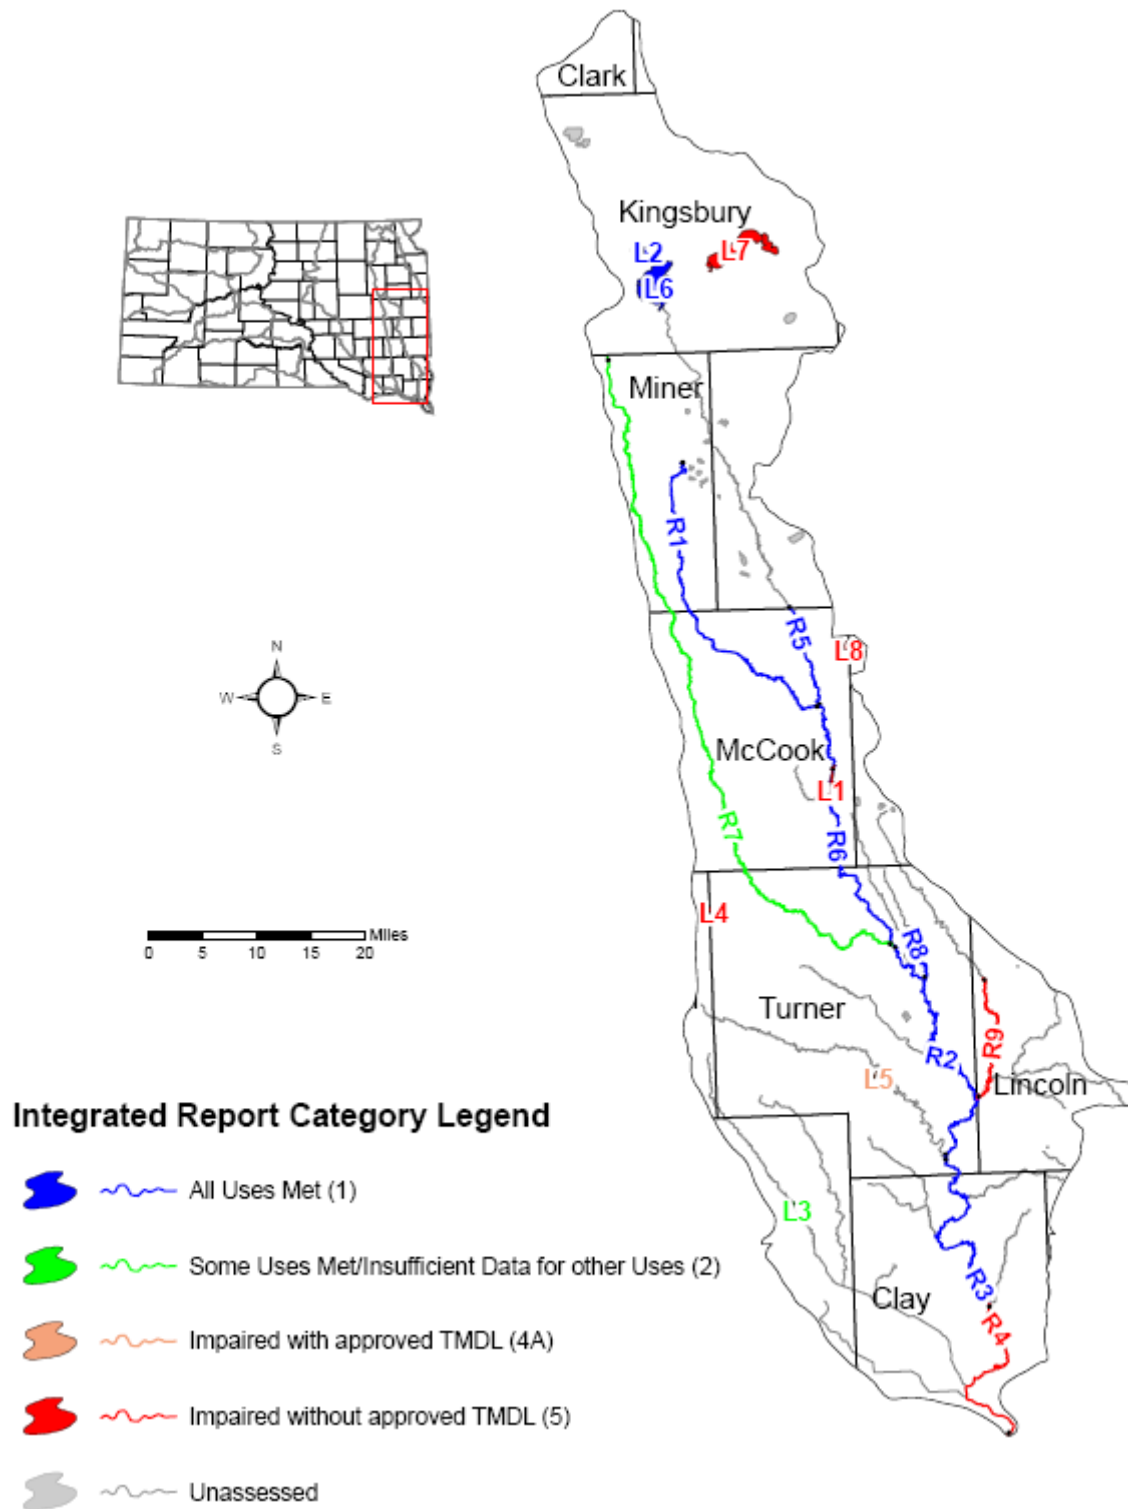 Clark
Kingsbury
L2
L7
L6
Miner
R1
R5
L8
McCook
L1
R7
R6
L4
R8
Turner
R2
R9
L5
Lincoln
L3
Clay
R3
R4
N
W E
S
Miles
0 5 10 15 20
Integrated Report Category Legend
All Uses Met (1)
Some Uses Met/Insufficient Data for other Uses (2)
Impaired with approved TMDL (4A)
Impaired without approved TMDL (5)
Unassessed